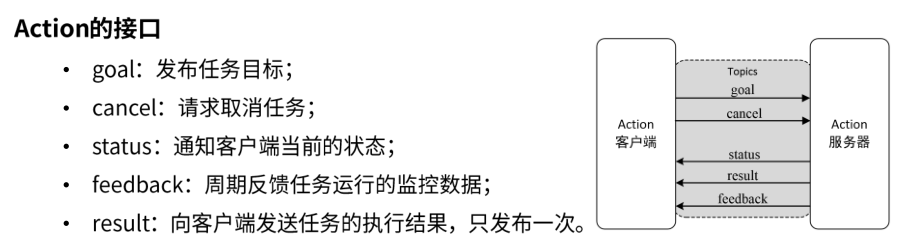 Action的接口
• goal：发布任务目标；
• cancel：请求取消任务；
• status：通知客户端当前的状态；
• feedback：周期反馈任务运行的监控数据；
• result：向客户端发送任务的执行结果，只发布一次。
Topics
goal
cancel
Action
客户端
Action
服务器
status
result
feedback